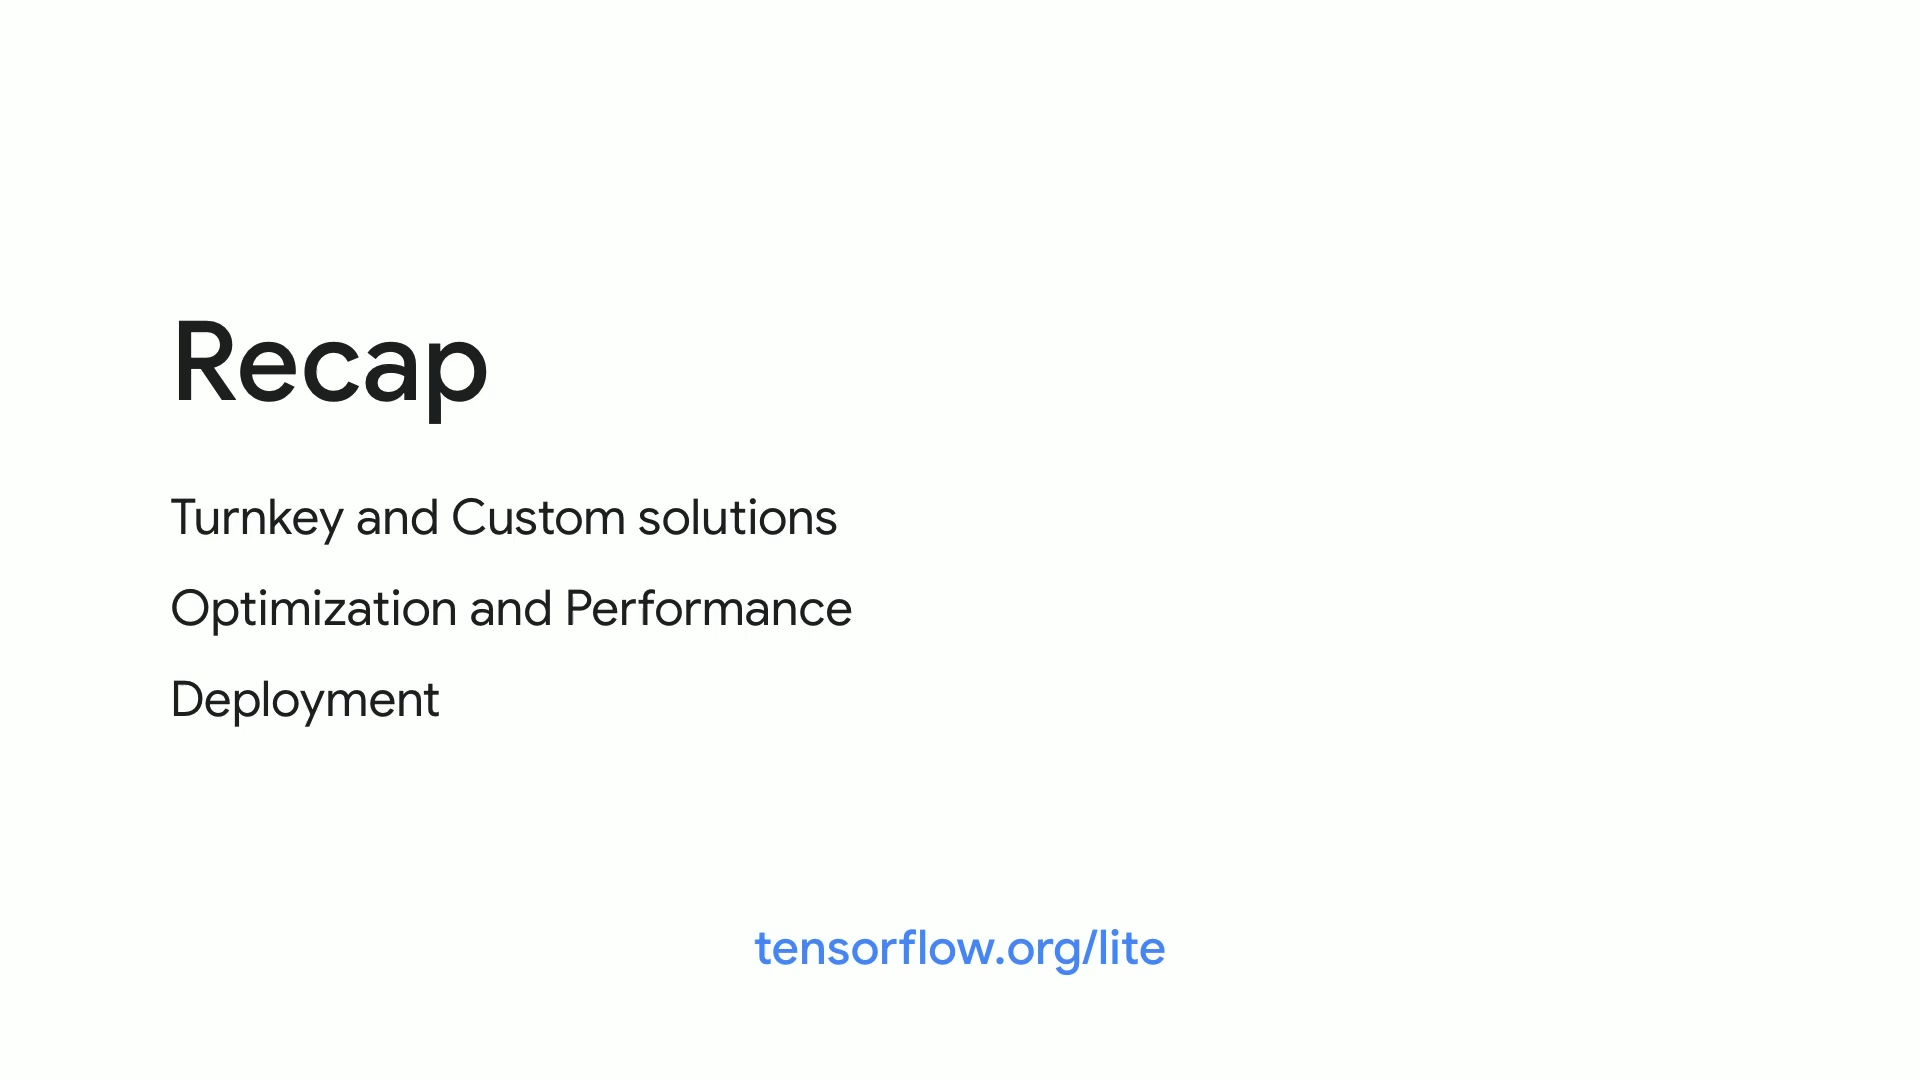 Recap
Turnkey and Custom solutions
Optimization and Performance
Deployment
tensorflow.org/lite